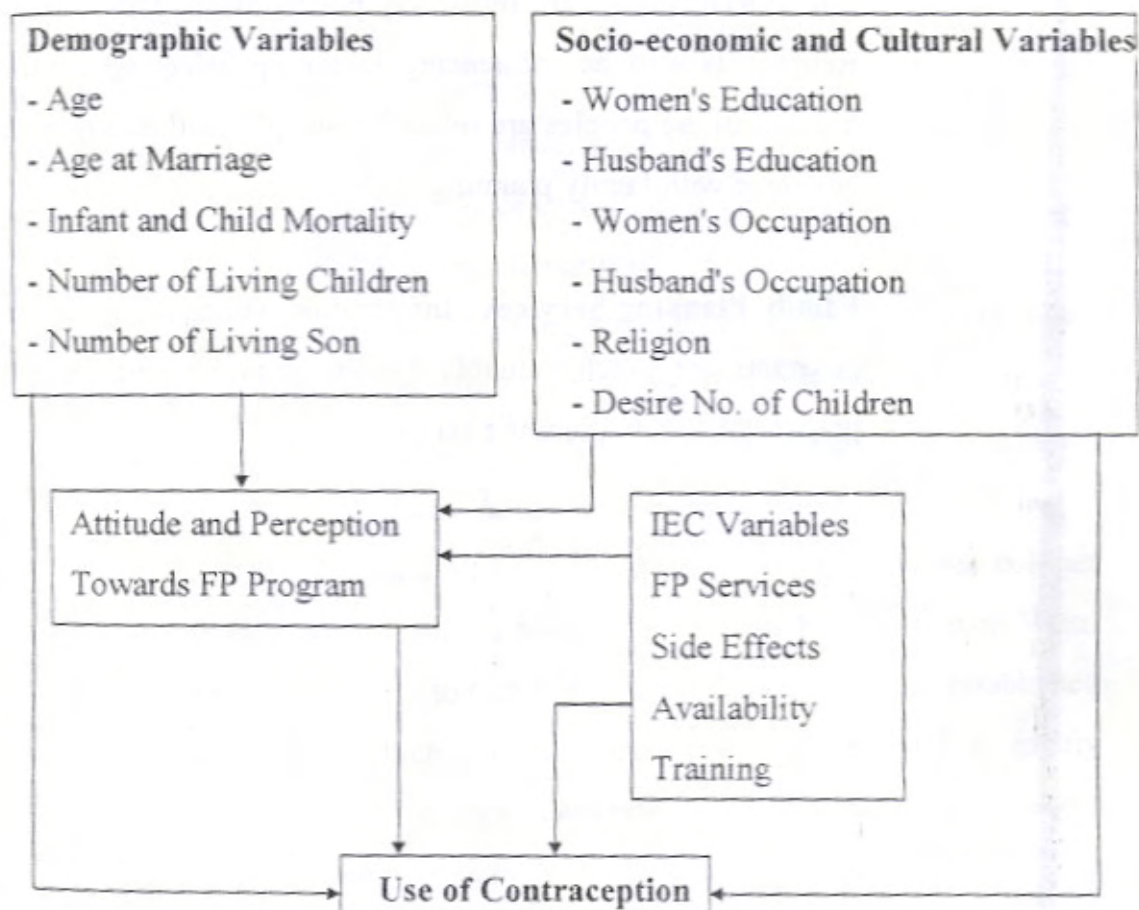 Demographic Variables
- Age
- Age at Marriage
- Infant and Child Mortality
- Number of Living Children
- Number of Living Son
Socio-economic and Cultural Variables
- Women's Education
- Husband's Education
- Women's Occupation
- Husband's Occupation
- Religion
- Desire No. of Children
Attitude and Perception
Towards FP Program
IEC Variables
FP Services
Side Effects
Availability
Training
Use of Contraception